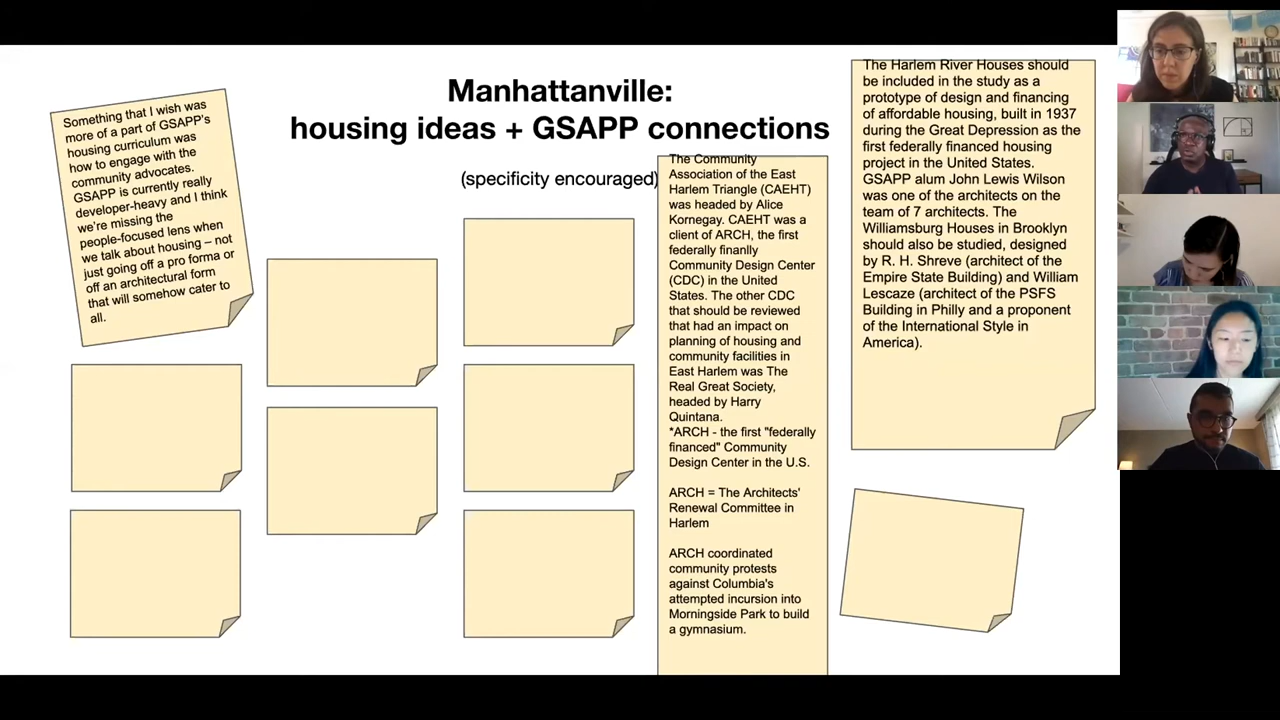 Manhattanville:
housing ideas + GSAPP connections
(specificity encouraged)
Something that I wish was
more of a part of GSAPP's
housing curriculum was
how to engage with the
community advocates.
GSAPP is currently really
developer-heavy and I think
we're missing the
people-focused lens when
we talk about housing – not
just going off a pro forma or
off an architectural form
that will somehow cater to
all.
The Community
Association of the East
Harlem Triangle (CAEHT)
was headed by Alice
Kornegay. CAEHT was a
client of ARCH, the first
federally finanlly
Community Design Center
(CDC) in the United
States. The other CDC
that should be reviewed
that had an impact on
planning of housing and
community facilities in
East Harlem was The
Real Great Society,
headed by Harry
Quintana.
*ARCH - the first "federally
financed" Community
Design Center in the U.S.
ARCH = The Architects'
Renewal Committee in
Harlem
ARCH coordinated
community protests
against Columbia's
attempted incursion into
Morningside Park to build
a gymnasium.
The Harlem River Houses should
be included in the study as a
prototype of design and financing
of affordable housing, built in 1937
during the Great Depression as the
first federally financed housing
project in the United States.
GSAPP alum John Lewis Wilson
was one of the architects on the
team of 7 architects. The
Williamsburg Houses in Brooklyn
should also be studied, designed
by R. H. Shreve (architect of the
Empire State Building) and William
Lescaze (architect of the PSFS
Building in Philly and a proponent
of the International Style in
America).